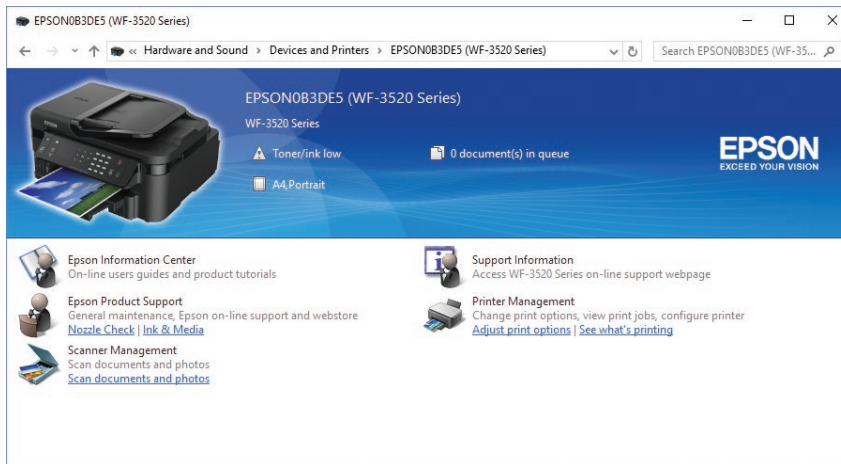 EPSON0B3DE5 (WF-3520 Series)
« Hardware and Sound > Devices and Printers > EPSON0B3DE5 (WF-3520 Series)
Search EPSON0B3DE5 (WF-35...
EPSON0B3DE5 (WF-3520 Series)
WF-3520 Series
Toner/ink low
0 document(s) in queue
A4,Portrait
EPSON
EXCEED YOUR VISION
Epson Information Center
On-line users guides and product tutorials
Support Information
Access WF-3520 Series on-line support webpage
Epson Product Support
General maintenance, Epson on-line support and webstore
Nozzle Check | Ink & Media
Printer Management
Change print options, view print jobs, configure printer
Adjust print options | See what's printing
Scanner Management
Scan documents and photos
Scan documents and photos